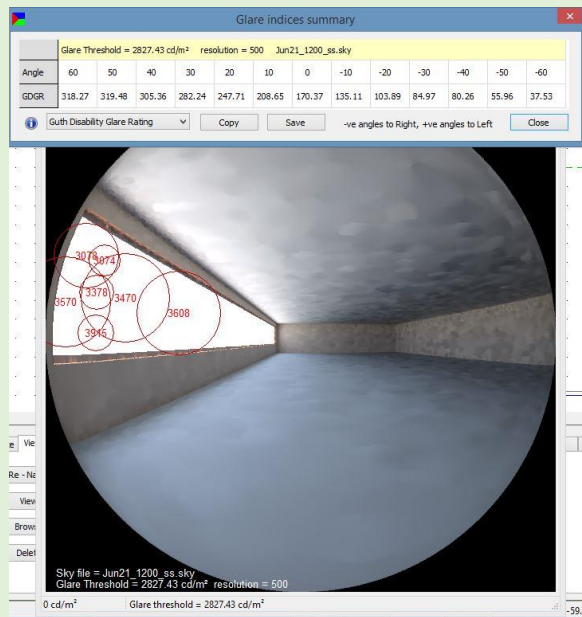 Glare indices summary
Glare Threshold = 2827.43 cd/m² resolution = 500 Jun21_1200_ss.sky
Angle 60 50 40 30 20 10 0 -10 -20 -30 -40 -50 -60
GDGR 318.27 319.48 305.36 282.24 247.71 208.65 170.37 135.11 103.89 84.97 80.26 55.96 37.53
Guth Disability Glare Rating Copy Save -ve angles to Right, +ve angles to Left Close
3074
3378
3570 3470
3608
Vie
Re - Na
View
Brows
Delet
Sky file = Jun21_1200_ss.sky
Glare Threshold = 2827.43 cd/m² resolution = 500
0 cd/m² Glare threshold = 2827.43 cd/m²
-59.